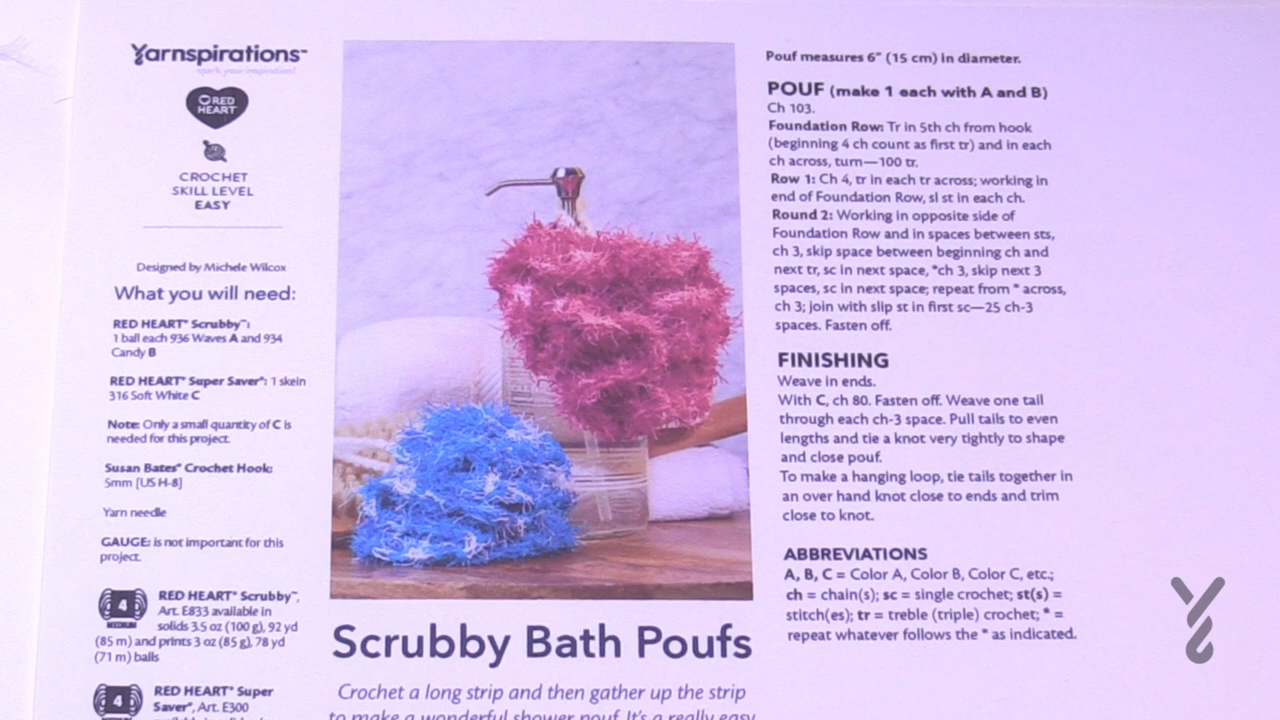 Yarnspirations™
spark your inspiration!
RED
HEART
CROCHET
SKILL LEVEL
EASY
Designed by Michele Wilcox
What you will need:
RED HEART® Scrubby™:
1 ball each 936 Waves A and 934
Candy B
RED HEART® Super Saver®: 1 skein
316 Soft White C
Note: Only a small quantity of C is
needed for this project.
Susan Bates® Crochet Hook:
5mm [US H-8]
Yarn needle
GAUGE: is not important for this
project.
4
MEDIUM
RED HEART® Scrubby™,
Art. E833 available in
solids 3.5 oz (100 g), 92 yd
(85 m) and prints 3 oz (85 g), 78 yd
(71 m) balls
4
RED HEART® Super
Saver®, Art. E300
Scrubby Bath Poufs
Crochet a long strip and then gather up the strip
to make a wonderful shower pouf. It's a really easy
Pouf measures 6" (15 cm) in diameter.
POUF (make 1 each with A and B)
Ch 103.
Foundation Row: Tr in 5th ch from hook
(beginning 4 ch count as first tr) and in each
ch across, turn—100 tr.
Row 1: Ch 4, tr in each tr across; working in
end of Foundation Row, sl st in each ch.
Round 2: Working in opposite side of
Foundation Row and in spaces between sts,
ch 3, skip space between beginning ch and
next tr, sc in next space, *ch 3, skip next 3
spaces, sc in next space; repeat from * across,
ch 3; join with slip st in first sc—25 ch-3
spaces. Fasten off.
FINISHING
Weave in ends.
With C, ch 80. Fasten off. Weave one tail
through each ch-3 space. Pull tails to even
lengths and tie a knot very tightly to shape
and close pouf.
To make a hanging loop, tie tails together in
an over hand knot close to ends and trim
close to knot.
ABBREVIATIONS
A, B, C = Color A, Color B, Color C, etc.;
ch = chain(s); sc = single crochet; st(s) =
stitch(es); tr = treble (triple) crochet; * =
repeat whatever follows the * as indicated.